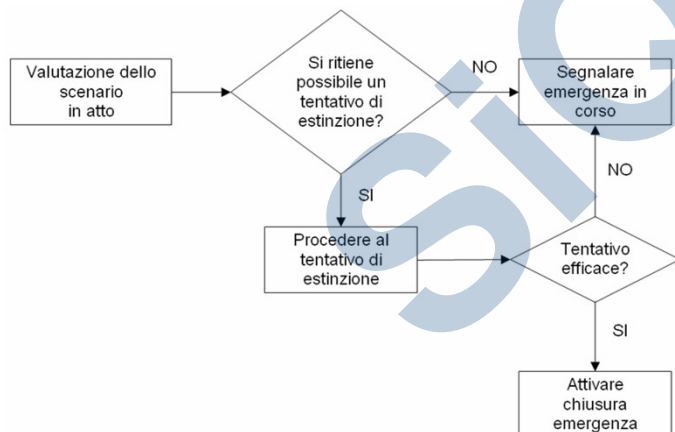 Valutazione dello
scenario
in atto
Si ritiene
possibile un
tentativo di
estinzione?
NO
Segnalare
emergenza in
corso
SI
NO
Procedere al
tentativo di
estinzione
Tentativo
efficace?
SI
Attivare
chiusura
emergenza